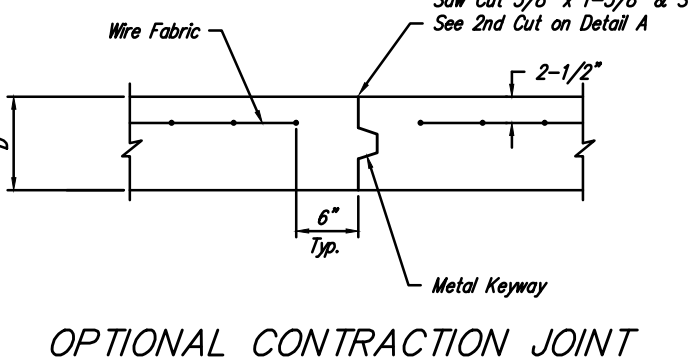 Saw Cut 3/8" x 1-5/8" &
See 2nd Cut on Detail A
Wire Fabric
2-1/2"
D
6"
Typ.
Metal Keyway
OPTIONAL CONTRACTION JOINT